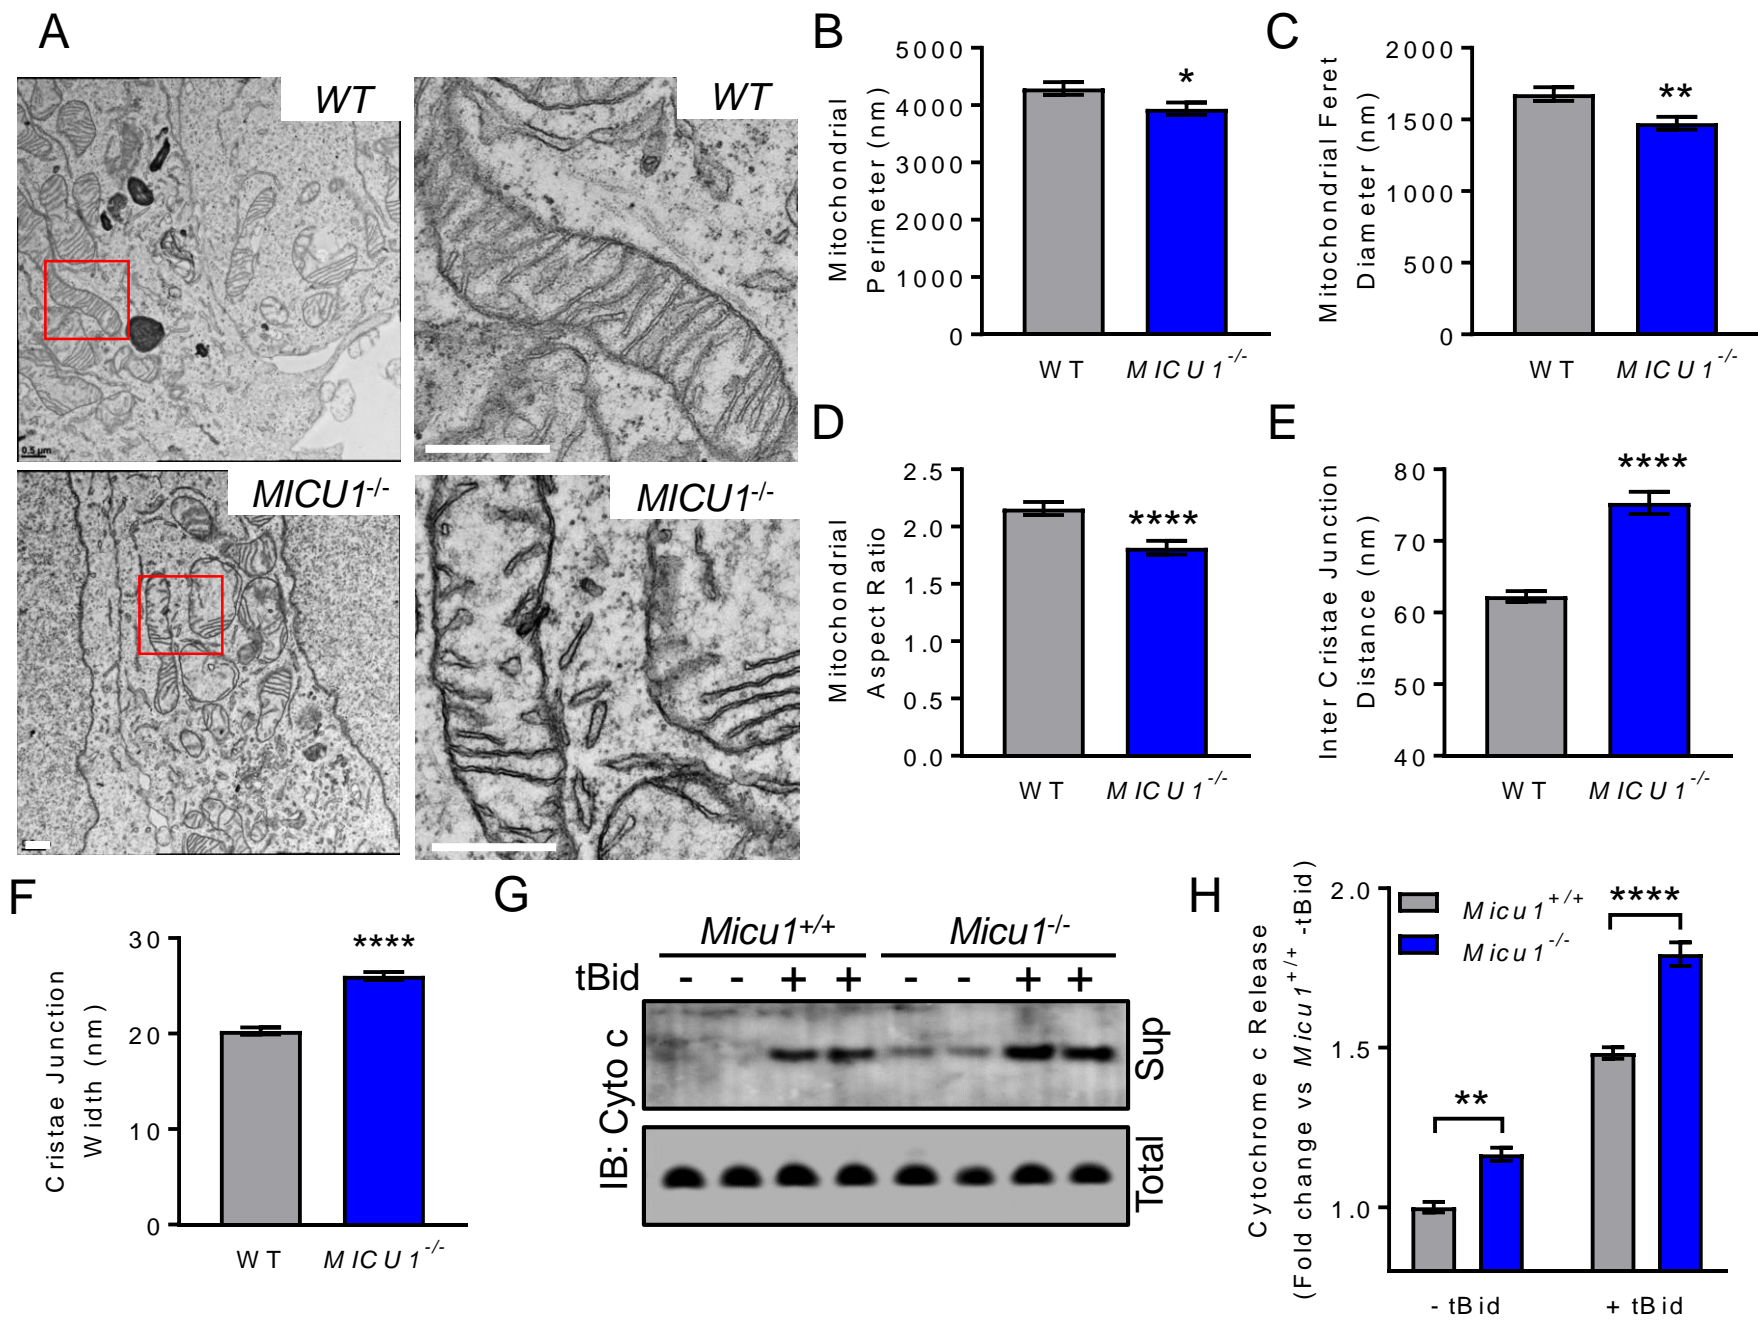 A
WT
WT
0.5 µm
MICU1-/-
MICU1-/-
B
Mitochondrial
Perimeter (nm)
5000
4000
3000
2000
1000
0
*
WT
MICU1-/-
C
Mitochondrial Feret
Diameter (nm)
2000
1500
1000
500
0
**
WT
MICU1-/-
D
Mitochondrial
Aspect Ratio
2.5
2.0
1.5
1.0
0.5
0.0
****
WT
MICU1-/-
E
Inter Cristae Junction
Distance (nm)
80
70
60
50
40
****
WT
MICU1-/-
F
Cristae Junction
Width (nm)
30
20
10
0
****
WT
MICU1-/-
G
Micu1+/+ Micu1-/-
tBid - - + + - - + +
IB: Cyto c
Sup
Total
H
Cytochrome c Release
(Fold change vs Micu1+/+ -tBid)
2.0
1.5
1.0
Micu1+/+
Micu1-/-
**
****
- tBid
+ tBid